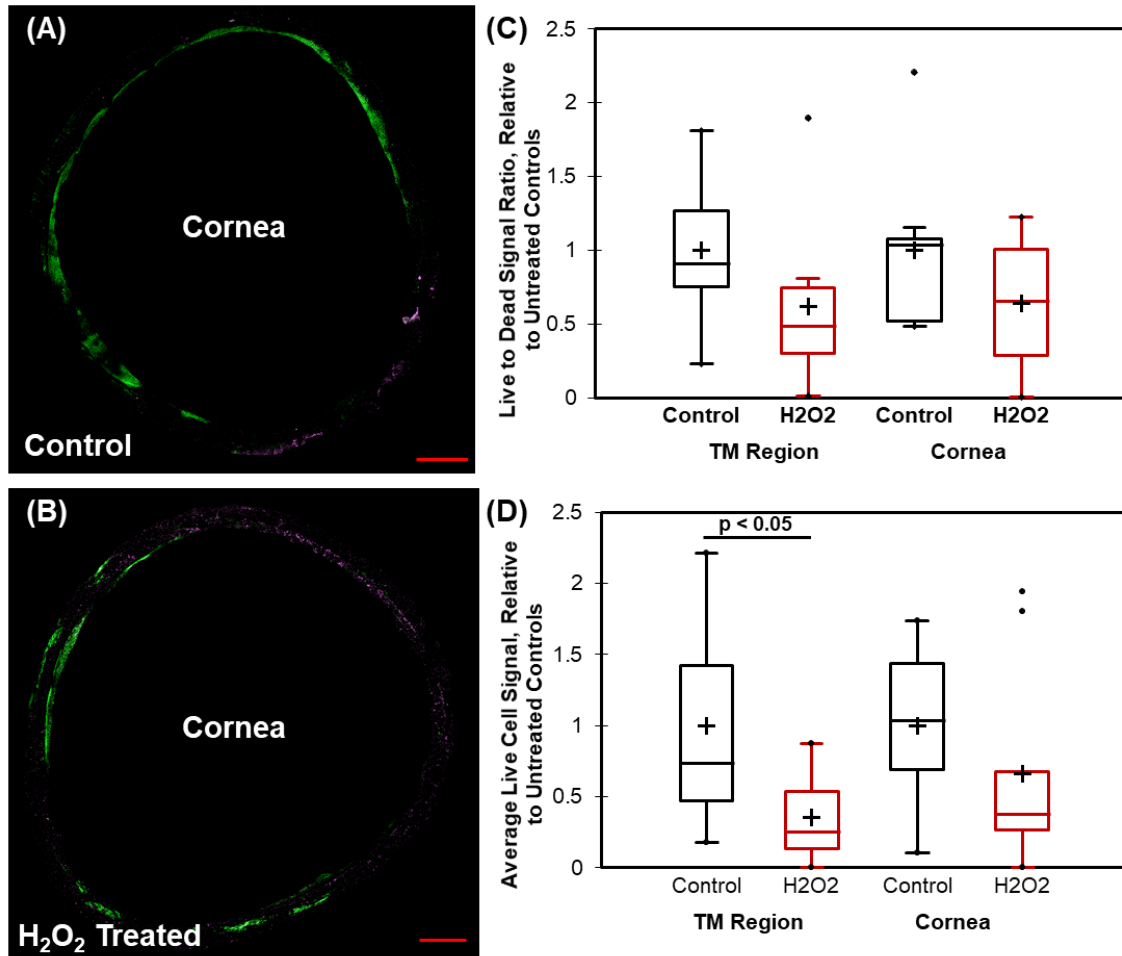 (A)
Cornea
Control
(B)
Cornea
H₂O₂ Treated
(C)
Live to Dead Signal Ratio, Relative
to Untreated Controls
2.5
2
1.5
1
0.5
0
Control H2O2 Control H2O2
TM Region Cornea
(D)
Average Live Cell Signal, Relative
to Untreated Controls
2.5
2
1.5
1
0.5
0
p < 0.05
Control H2O2 Control H2O2
TM Region Cornea